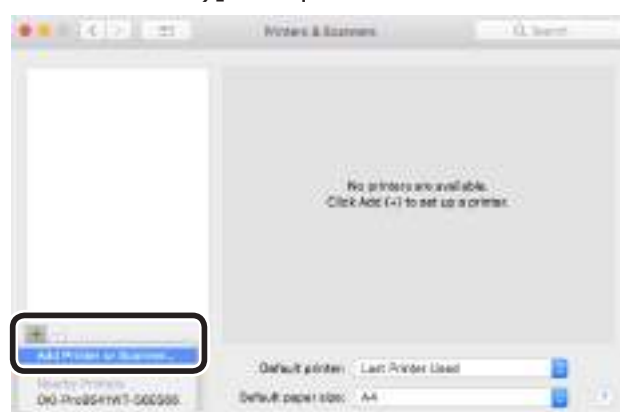 Printers & Scanners
Search
No printers are available.
Click Add (+) to set up a printer.
+
Add Printer or Scanner...
Nearby Printers
Default printer: Last Printer Used
Default paper size: A4
?